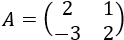 A = ( 2 1
-3 2 )